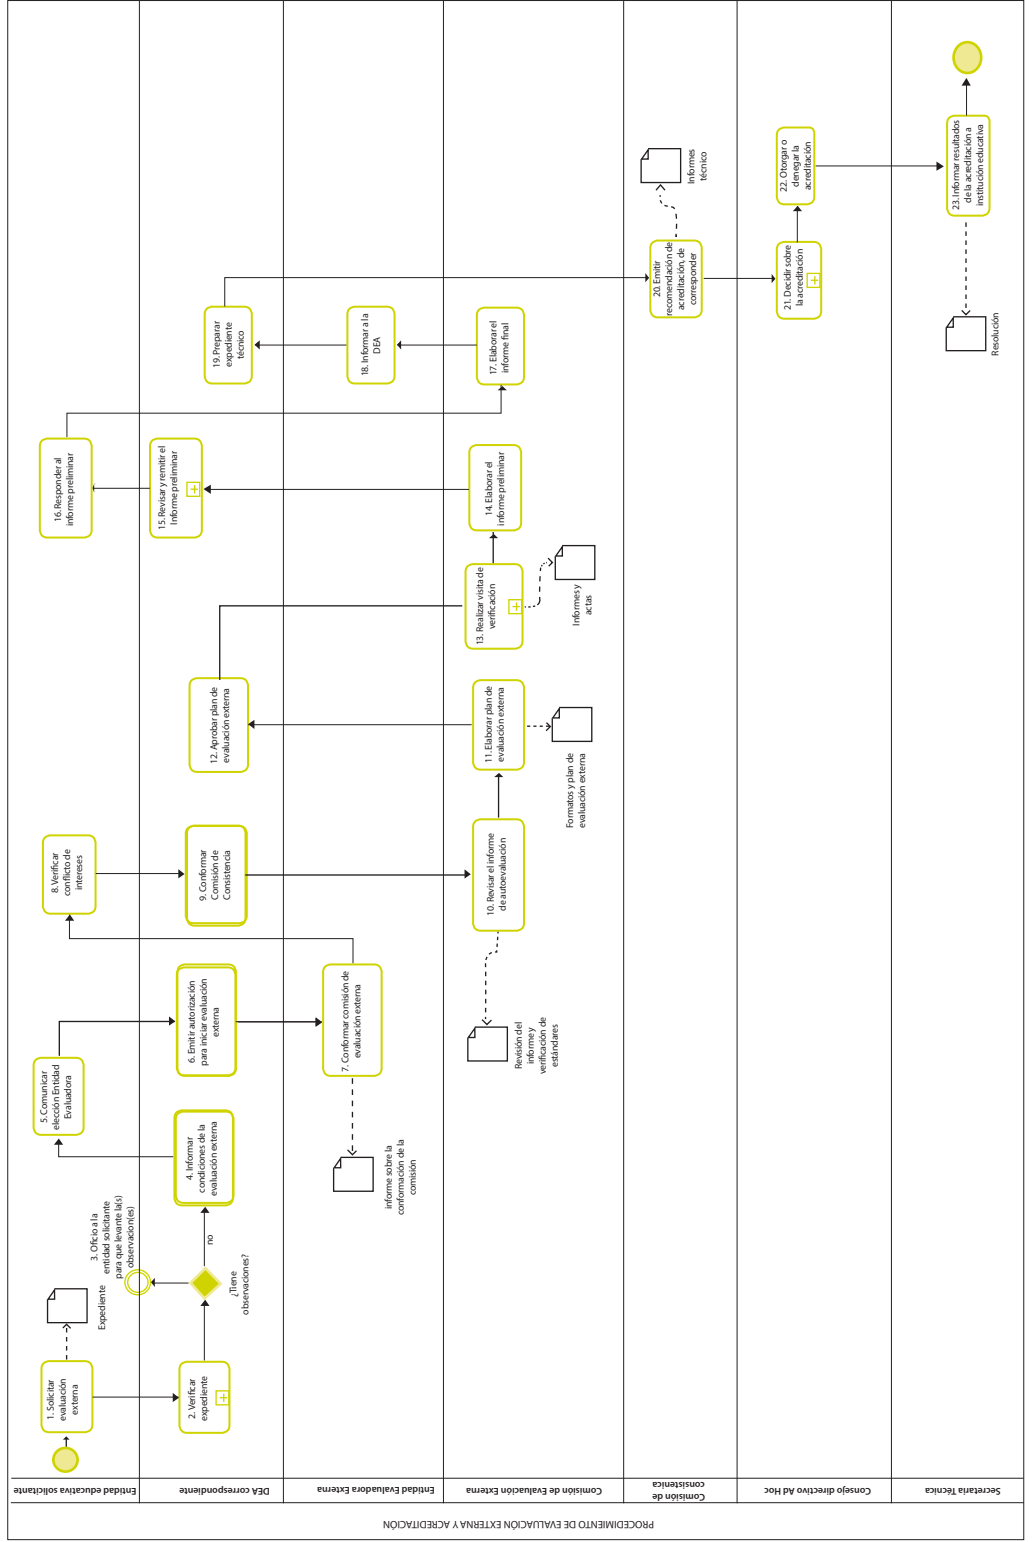 PROCEDIMIENTO DE EVALUACIÓN EXTERNA Y ACREDITACIÓN
Entidad educativa solicitante
DEA correspondiente
Entidad Evaluadora Externa
Comisión de Evaluación Externa
Comisión de
consisténcica
Consejo directivo Ad Hoc
Secretaría Técnica
1. Solicitar
evaluación
externa
Expediente
2. Verificar
expediente
¿Tiene
observaciones?
no
3. Oficio a la
entidad solicitante
para que levante la(s)
observacion(es)
4. Informar
condiciones de la
evaluación externa
5. Comunicar
elección Entidad
Evaluadora
6. Emitir autorización
para iniciar evaluación
externa
7. Conformar comisión de
evaluación externa
informe sobre la
conformación de la
comisión
8. Verificar
conflicto de
intereses
9. Conformar
Comisión de
Consistencia
10. Revisar el informe
de autoevaluación
Revisión del
informe y
verificación de
estándares
11. Elaborar plan de
evaluación externa
Formatos y plan de
evaluación externa
12. Aprobar plan de
evaluación externa
13. Realizar visita de
verificación
Informes y
actas
14. Elaborar el
informe preliminar
15. Revisar y remitir el
Informe preliminar
16. Responder al
informe preliminar
17. Elaborar el
informe final
18. Informar a la
DEA
19. Preparar
expediente
técnico
20. Emitir
recomendación de
acreditación, de
corresponder
Informes
técnico
21. Decidir sobre
la acreditación
22. Otorgar o
denegar la
acreditación
23. Informar resultados
de la acreditación a
institución educativa
Resolución